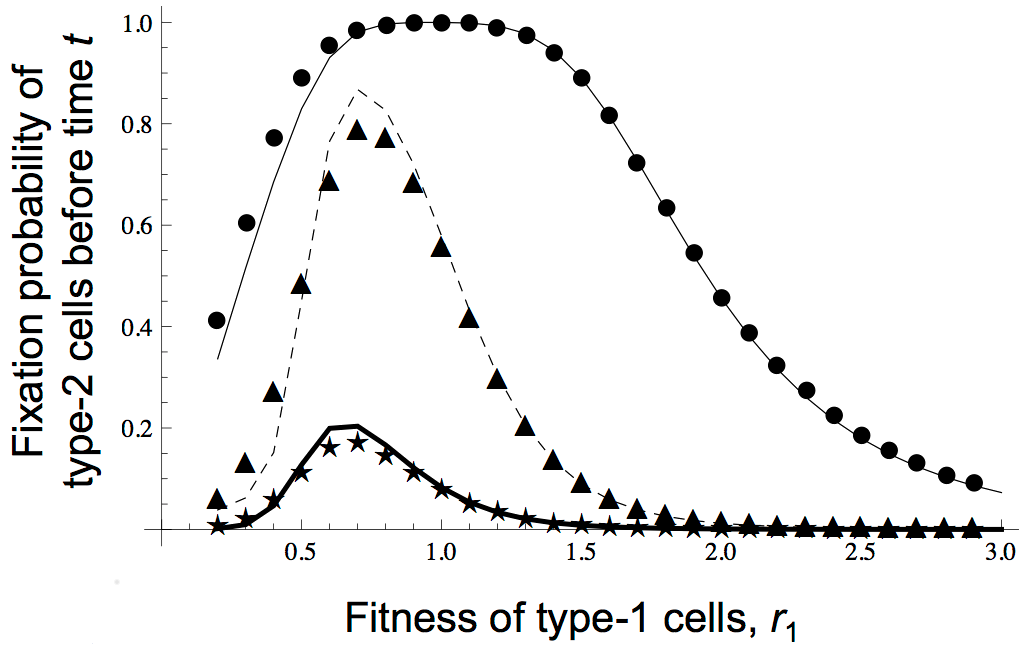 Fixation probability of
type-2 cells before time t
1.0
0.8
0.6
0.4
0.2
0.5 1.0 1.5 2.0 2.5 3.0
Fitness of type-1 cells, r1